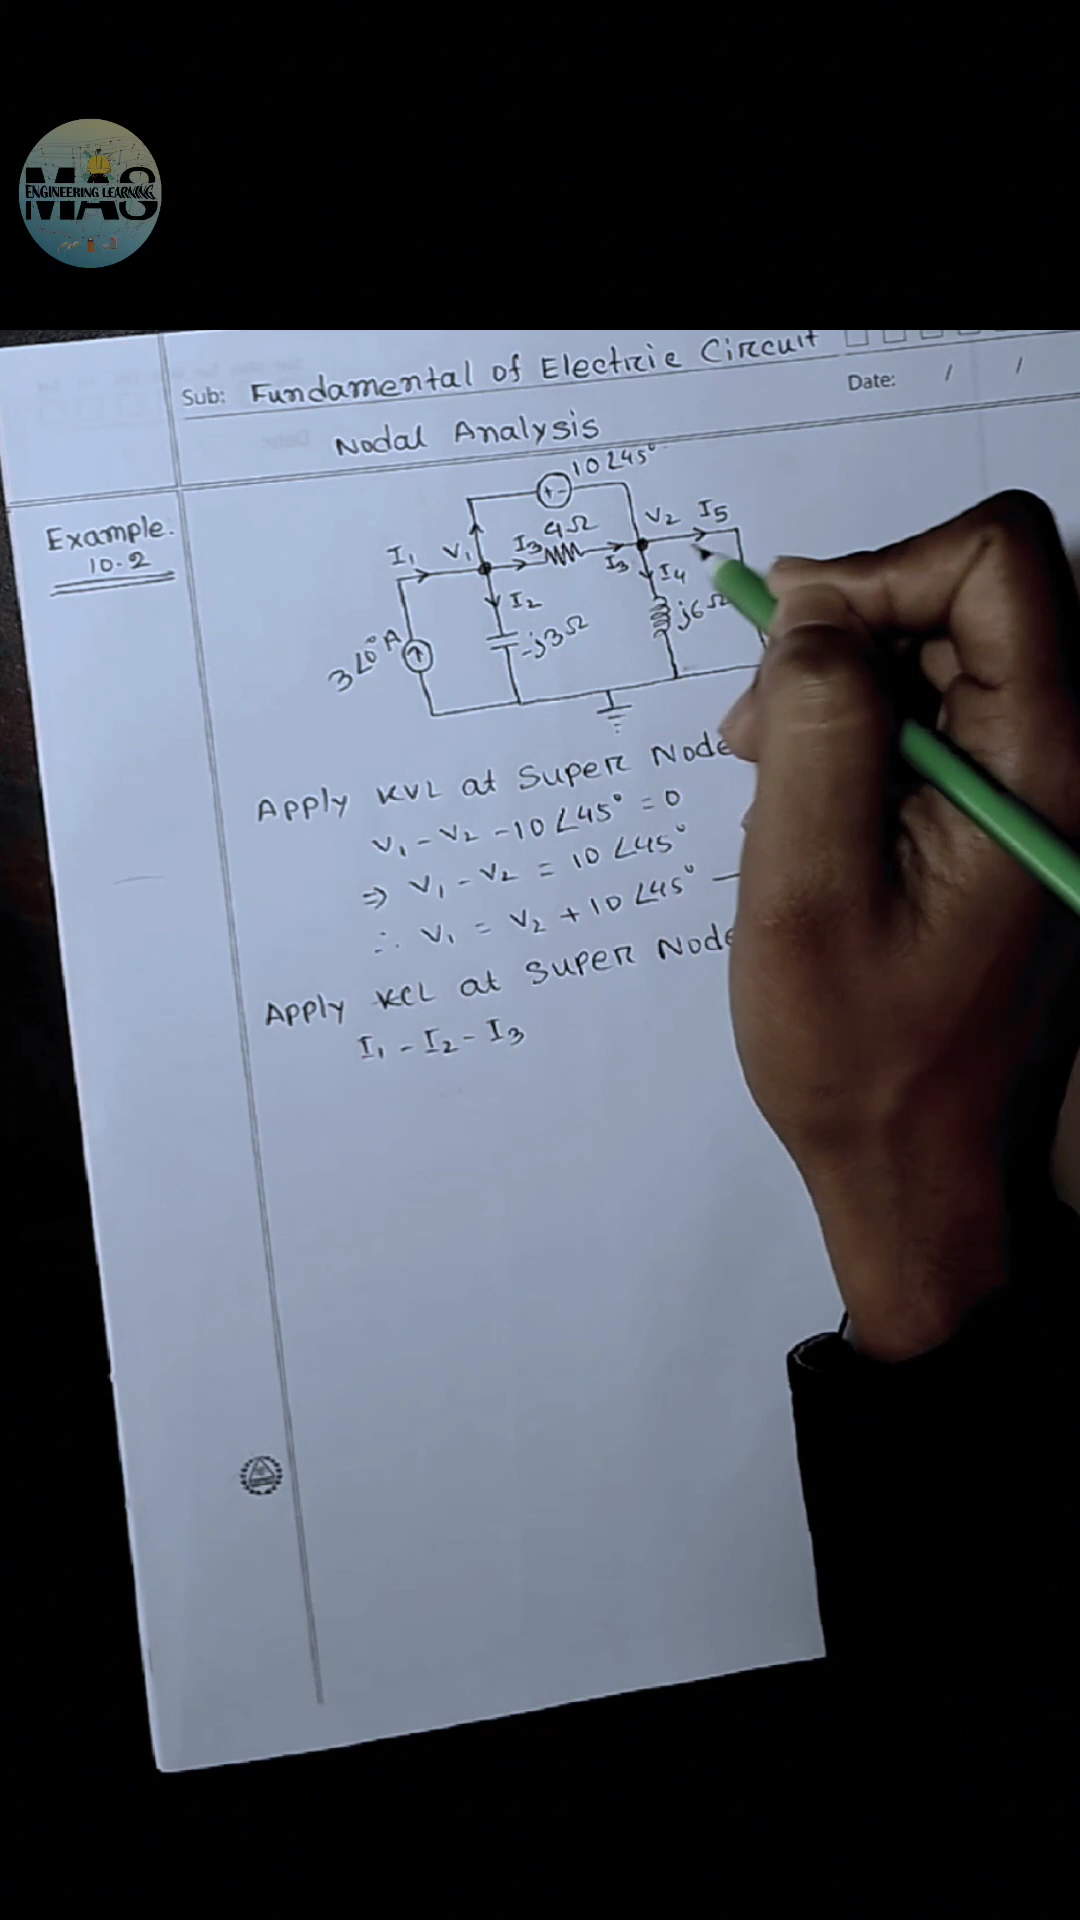 MAS
ENGINEERING LEARNING
Sub: Fundamental of Electric Circuit
Date: / /
Nodal Analysis
Example.
10.2
10∠45°
I₁ V₁ I₃ 4Ω I₃ V₂ I₅
3∠0° A I₂ -j3Ω I₄ j6Ω
Apply KVL at Super Node
V₁ - V₂ - 10∠45° = 0
⇒ V₁ - V₂ = 10∠45°
∴ V₁ = V₂ + 10∠45° —
Apply KCL at Super Node
I₁ - I₂ - I₃